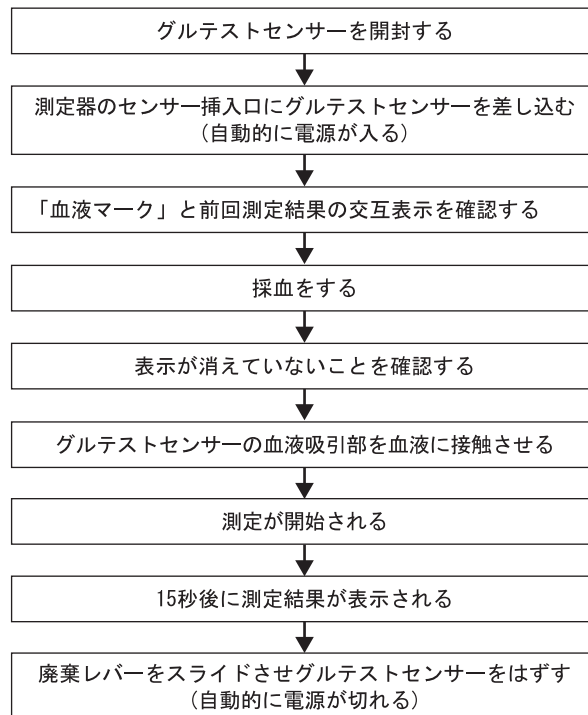 グルテストセンサーを開封する
測定器のセンサー挿入口にグルテストセンサーを差し込む
(自動的に電源が入る)
「血液マーク」と前回測定結果の交互表示を確認する
採血をする
表示が消えていないことを確認する
グルテストセンサーの血液吸引部を血液に接触させる
測定が開始される
15秒後に測定結果が表示される
廃棄レバーをスライドさせグルテストセンサーをはずす
(自動的に電源が切れる)